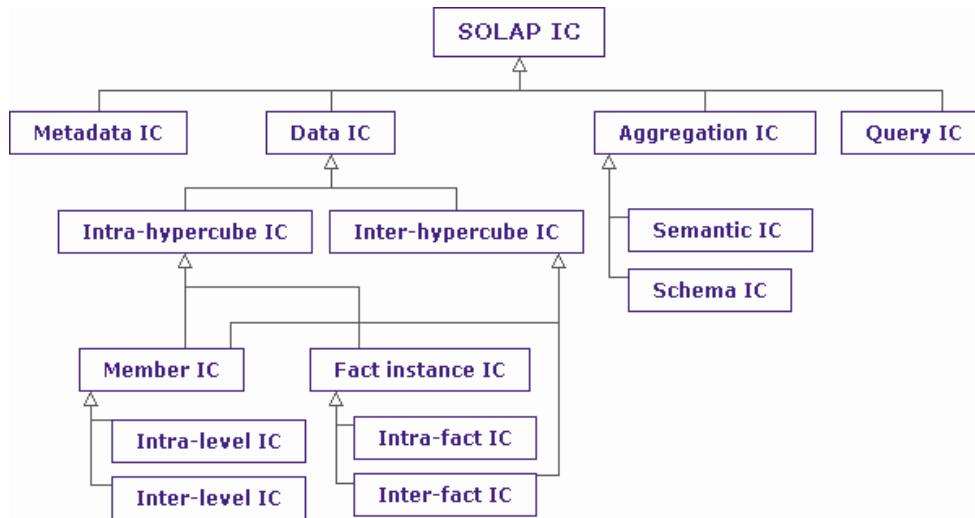 SOLAP IC
Metadata IC
Data IC
Aggregation IC
Query IC
Intra-hypercube IC
Inter-hypercube IC
Semantic IC
Schema IC
Member IC
Fact instance IC
Intra-level IC
Intra-fact IC
Inter-level IC
Inter-fact IC